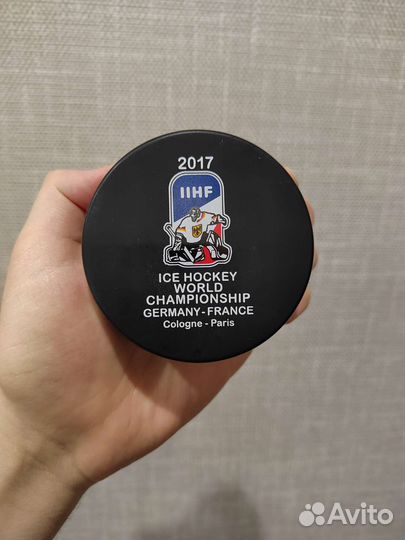 2017
IIHF
ICE HOCKEY
WORLD
CHAMPIONSHIP
GERMANY-FRANCE
Cologne - Paris
Avito